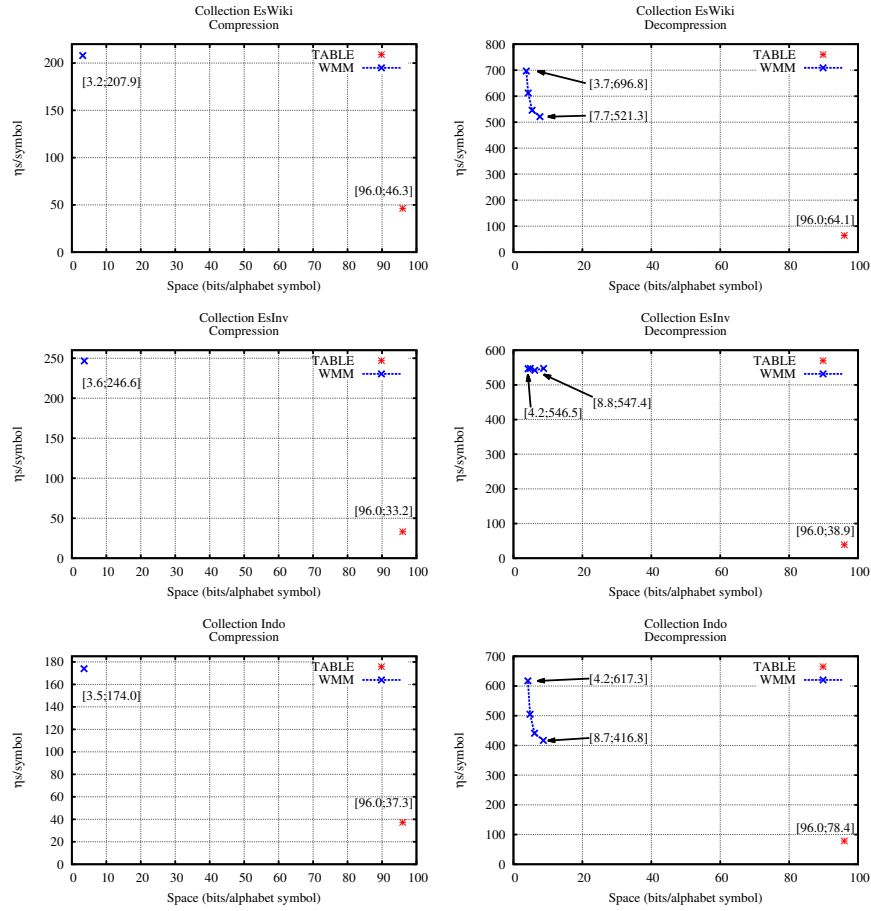 Collection EsWiki
Compression
TABLE
WMM
[3.2;207.9]
[96.0;46.3]
200
150
100
50
0
ηs/symbol
0 10 20 30 40 50 60 70 80 90 100
Space (bits/alphabet symbol)
Collection EsWiki
Decompression
TABLE
WMM
[3.7;696.8]
[7.7;521.3]
[96.0;64.1]
800
700
600
500
400
300
200
100
0
ηs/symbol
0 20 40 60 80 100
Space (bits/alphabet symbol)
Collection EsInv
Compression
TABLE
WMM
[3.6;246.6]
[96.0;33.2]
250
200
150
100
50
0
ηs/symbol
0 10 20 30 40 50 60 70 80 90 100
Space (bits/alphabet symbol)
Collection EsInv
Decompression
TABLE
WMM
[4.2;546.5]
[8.8;547.4]
[96.0;38.9]
600
500
400
300
200
100
0
ηs/symbol
0 20 40 60 80 100
Space (bits/alphabet symbol)
Collection Indo
Compression
TABLE
WMM
[3.5;174.0]
[96.0;37.3]
180
160
140
120
100
80
60
40
20
0
ηs/symbol
0 10 20 30 40 50 60 70 80 90 100
Space (bits/alphabet symbol)
Collection Indo
Decompression
TABLE
WMM
[4.2;617.3]
[8.7;416.8]
[96.0;78.4]
700
600
500
400
300
200
100
0
ηs/symbol
0 20 40 60 80 100
Space (bits/alphabet symbol)